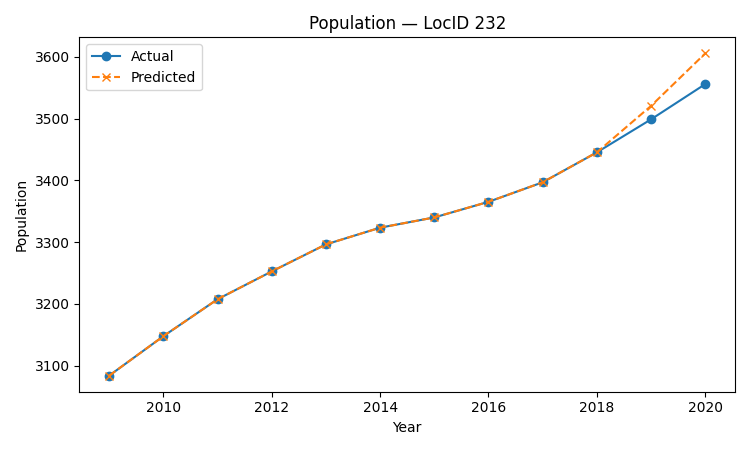 Population — LocID 232
Actual
Predicted
3600
3500
3400
3300
3200
3100
Population
2010 2012 2014 2016 2018 2020
Year